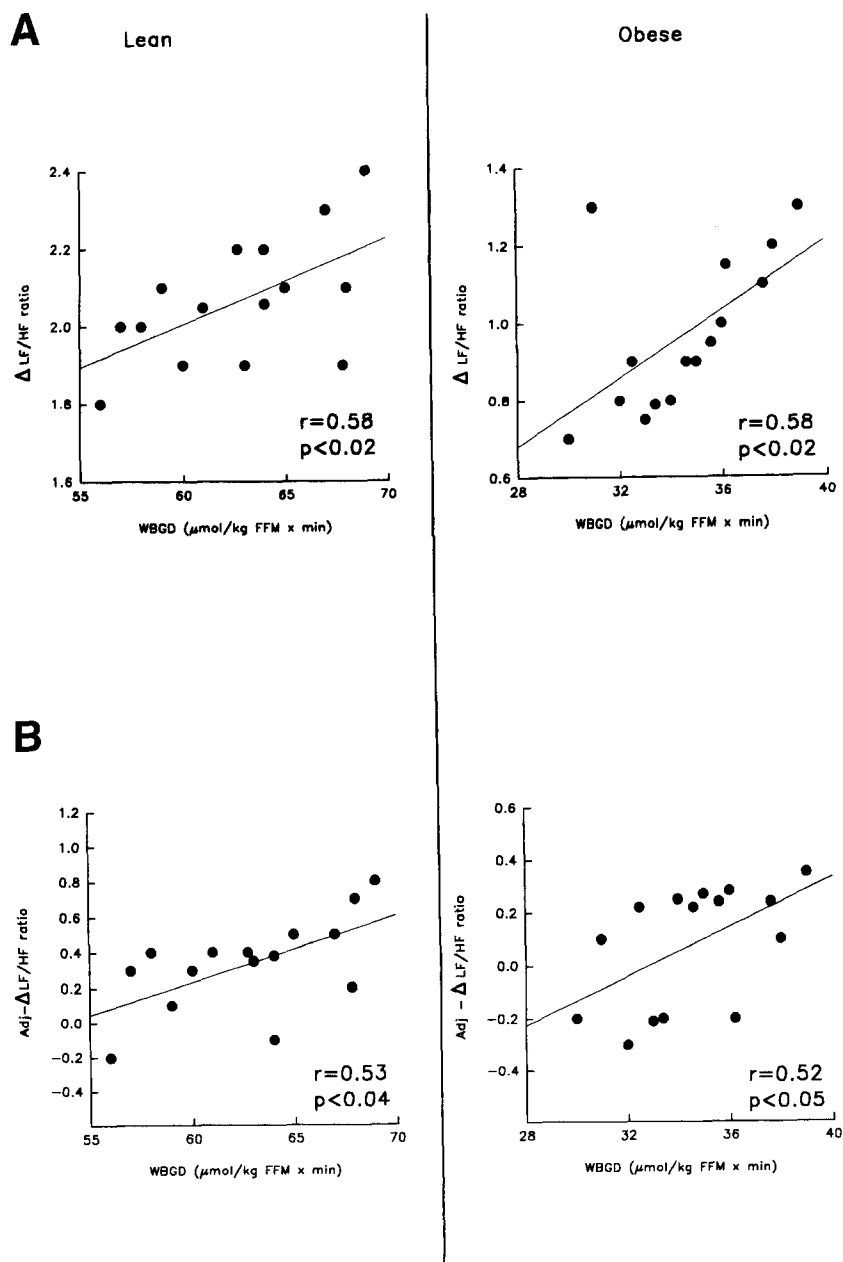 A
Lean
Obese
2.4
2.2
2.0
1.8
1.6
Δ LF/HF ratio
55 60 65 70
WBGD (μmol/kg FFM x min)
r=0.58
p<0.02
1.4
1.2
1.0
0.8
0.6
Δ LF/HF ratio
28 32 36 40
WBGD (μmol/kg FFM x min)
r=0.58
p<0.02
B
1.2
1.0
0.8
0.6
0.4
0.2
0.0
−0.2
−0.4
Adj-Δ LF/HF ratio
55 60 65 70
WBGD (μmol/kg FFM x min)
r=0.53
p<0.04
0.6
0.4
0.2
0.0
−0.2
−0.4
Adj - Δ LF/HF ratio
28 32 36 40
WBGD (μmol/kg FFM x min)
r=0.52
p<0.05